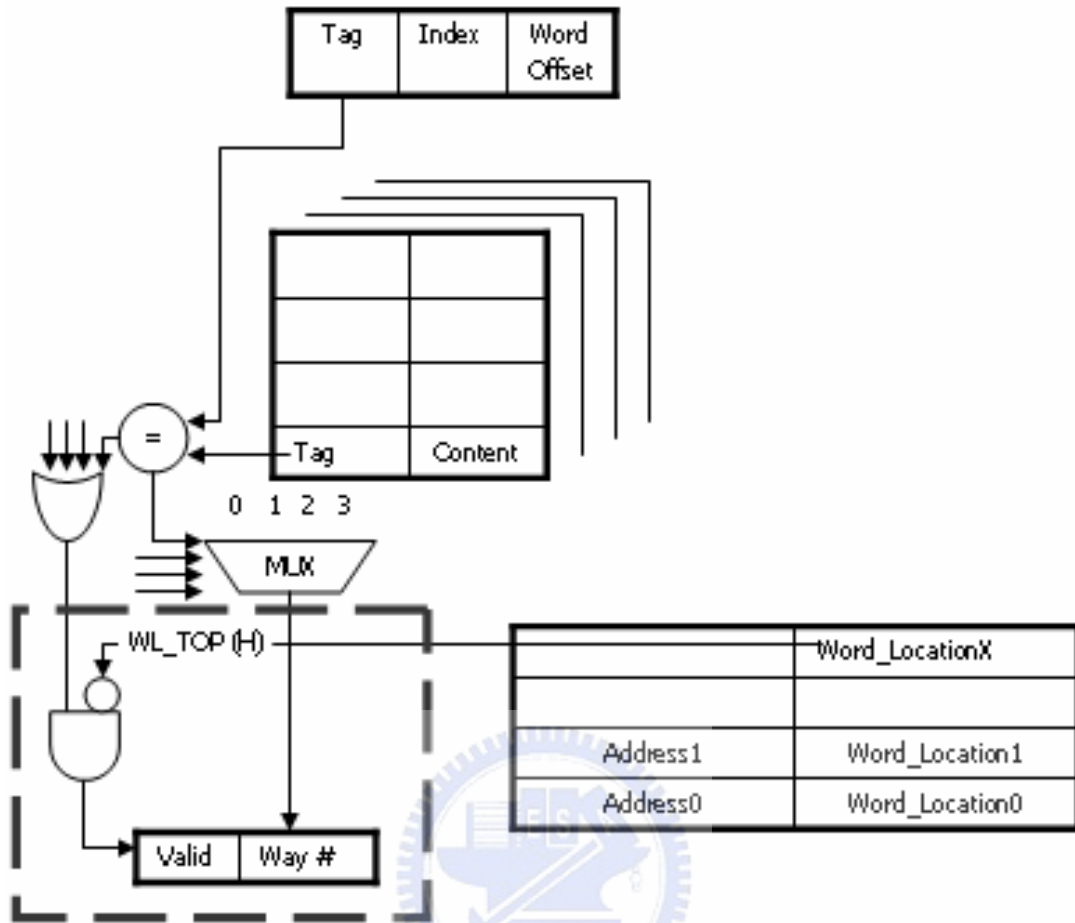 Tag Index Word
Offset
=
Tag Content
0 1 2 3
MUX
WL_TOP (H)
Word_LocationX
Address1 Word_Location1
Address0 Word_Location0
Valid Way #